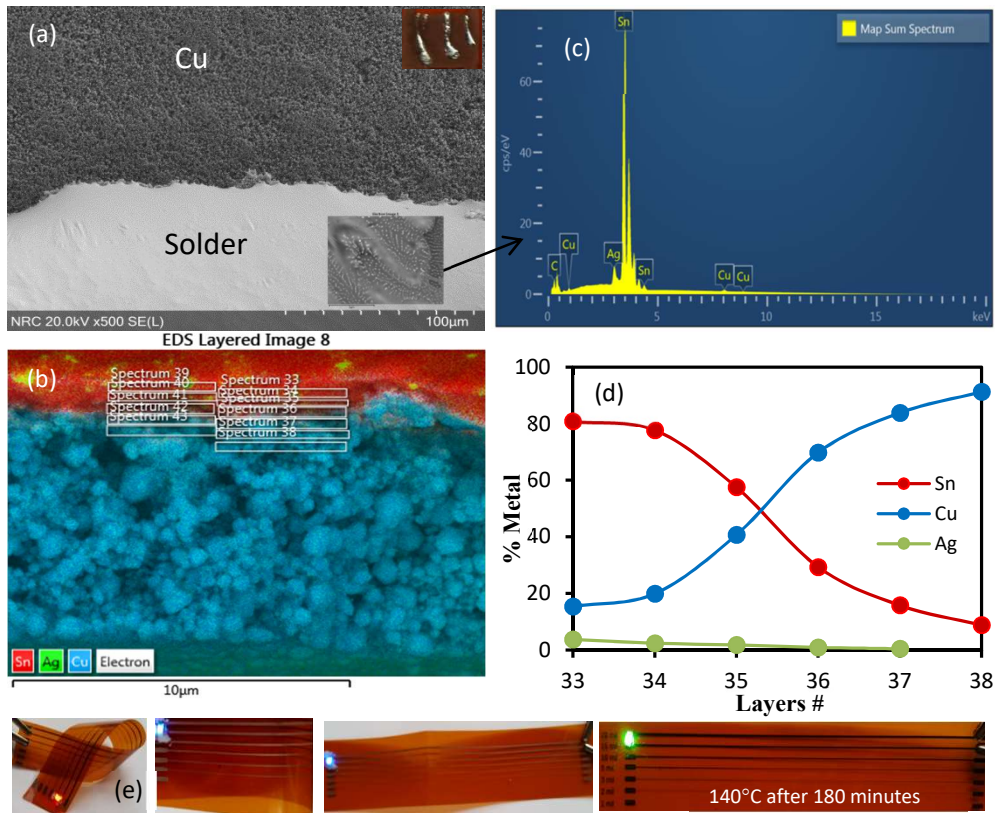 (a)
Cu
Solder
NRC 20.0kV x500 SE(L)
100µm
(c)
Map Sum Spectrum
cps/eV
60
40
20
0
Sn
C
Cu
Ag
Sn
Cu
Cu
0
5
10
15
keV
EDS Layered Image 8
(b)
Spectrum 39
Spectrum 40
Spectrum 41
Spectrum 42
Spectrum 43
Spectrum 33
Spectrum 34
Spectrum 35
Spectrum 36
Spectrum 37
Spectrum 38
Sn
Ag
Cu
Electron
10µm
(d)
% Metal
100
80
60
40
20
0
Sn
Cu
Ag
33
34
35
36
37
38
Layers #
(e)
140°C after 180 minutes